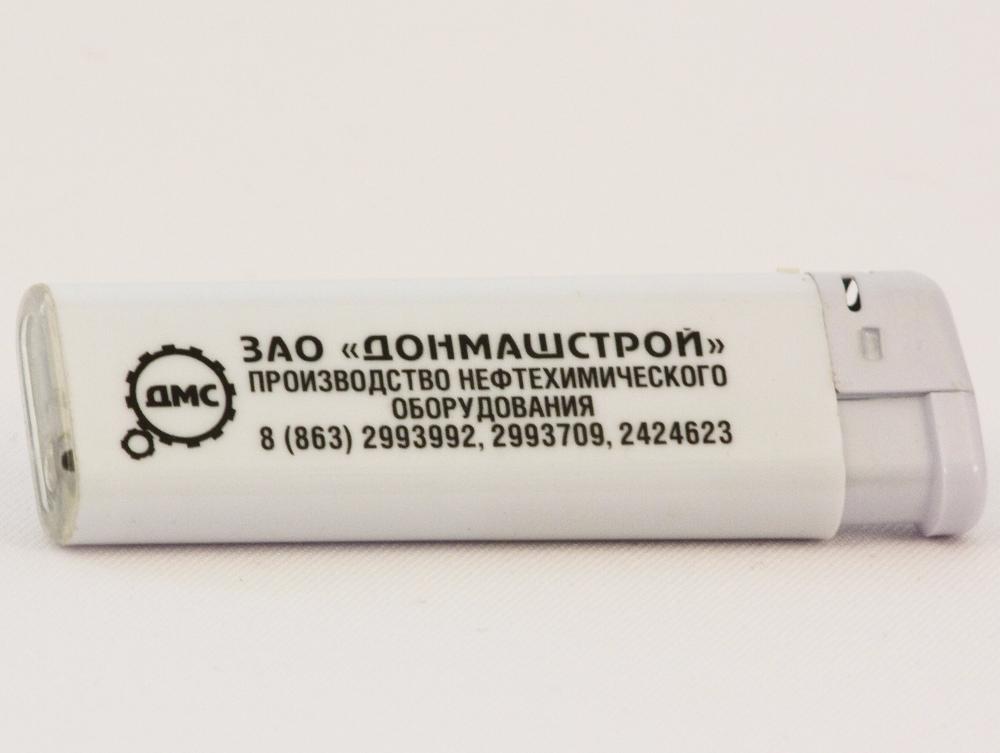 ДМС
ЗАО «ДОНМАШСТРОЙ»
ПРОИЗВОДСТВО НЕФТЕХИМИЧЕСКОГО
ОБОРУДОВАНИЯ
8 (863) 2993992, 2993709, 2424623